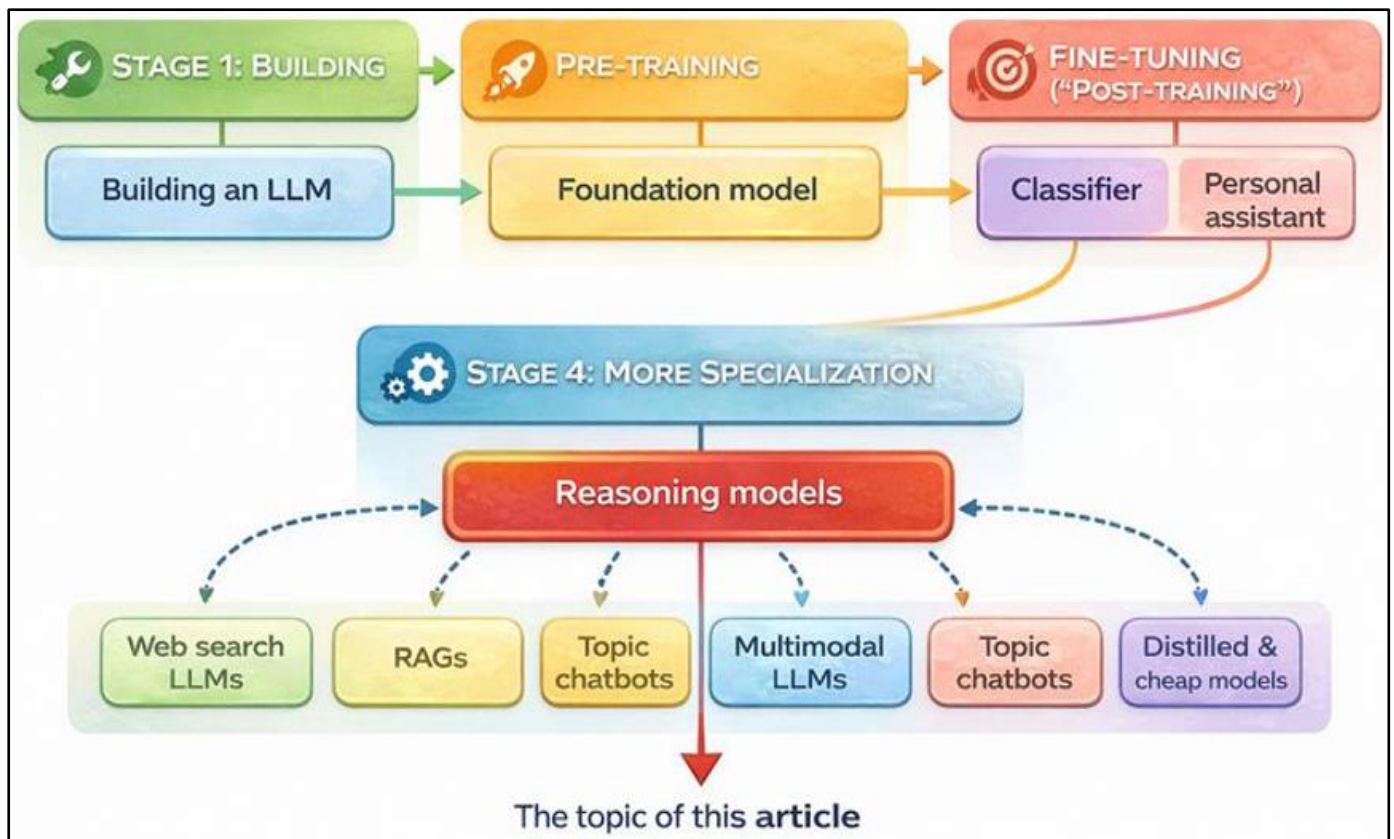 STAGE 1: BUILDING
PRE-TRAINING
FINE-TUNING
("POST-TRAINING")
Building an LLM
Foundation model
Classifier
Personal
assistant
STAGE 4: MORE SPECIALIZATION
Reasoning models
Web search
LLMs
RAGs
Topic
chatbots
Multimodal
LLMs
Topic
chatbots
Distilled &
cheap models
The topic of this article